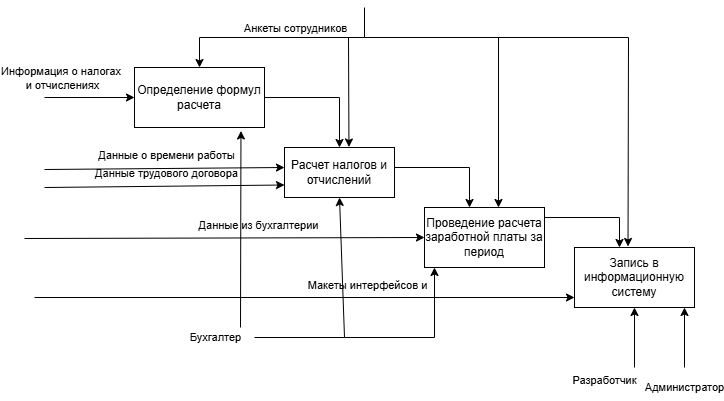 Анкеты сотрудников
Информация о налогах
и отчислениях
Определение формул
расчета
Данные о времени работы
Данные трудового договора
Расчет налогов и
отчислений
Данные из бухгалтерии
Проведение расчета
заработной платы за
период
Макеты интерфейсов и
Запись в
информационную
систему
Бухгалтер
Разработчик
Администратор